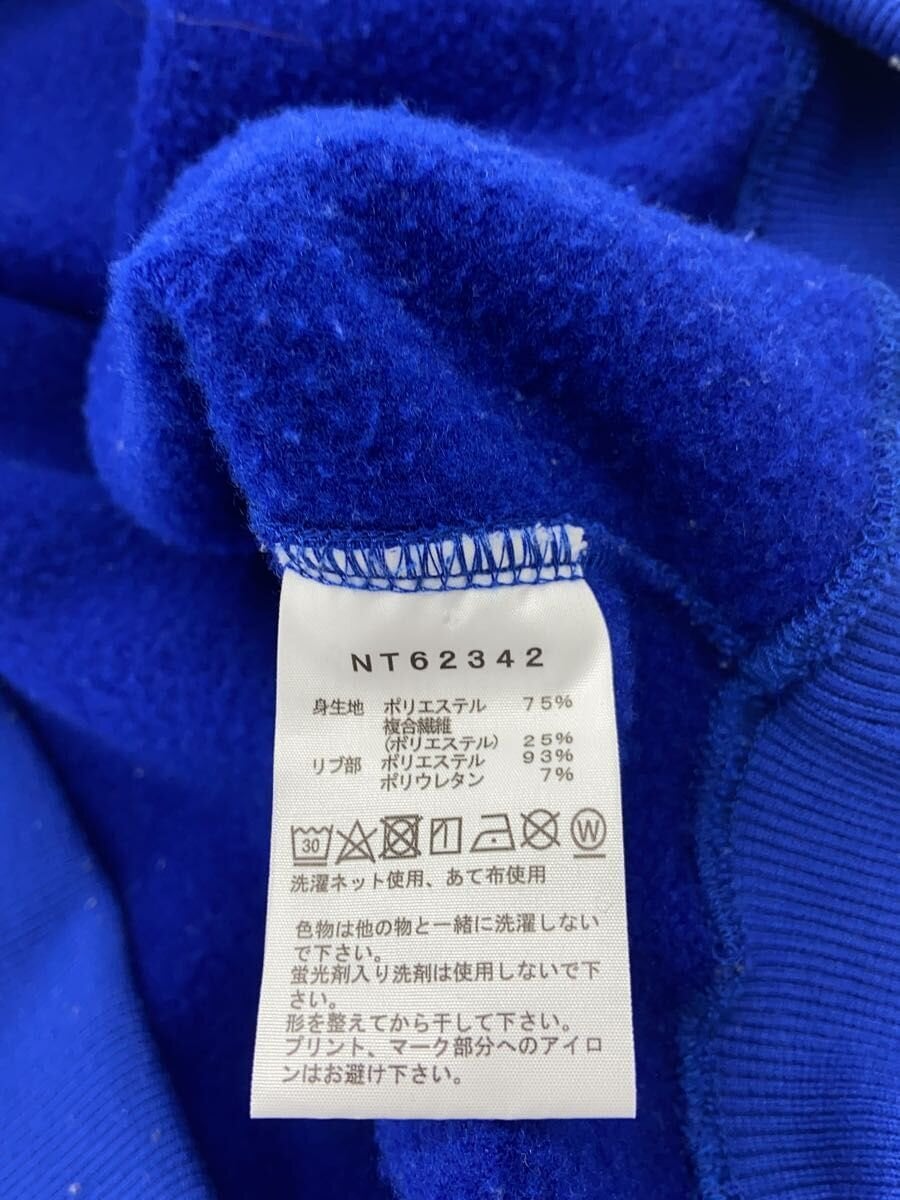 NT62342
身生地 ポリエステル 75%
複合繊維
(ポリエステル) 25%
リブ部 ポリエステル 93%
ポリウレタン 7%
30 W
洗濯ネット使用、あて布使用
色物は他の物と一緒に洗濯しない
で下さい。
蛍光剤入り洗剤は使用しないで下
さい。
形を整えてから干して下さい。
プリント、マーク部分へのアイロ
ンはお避け下さい。